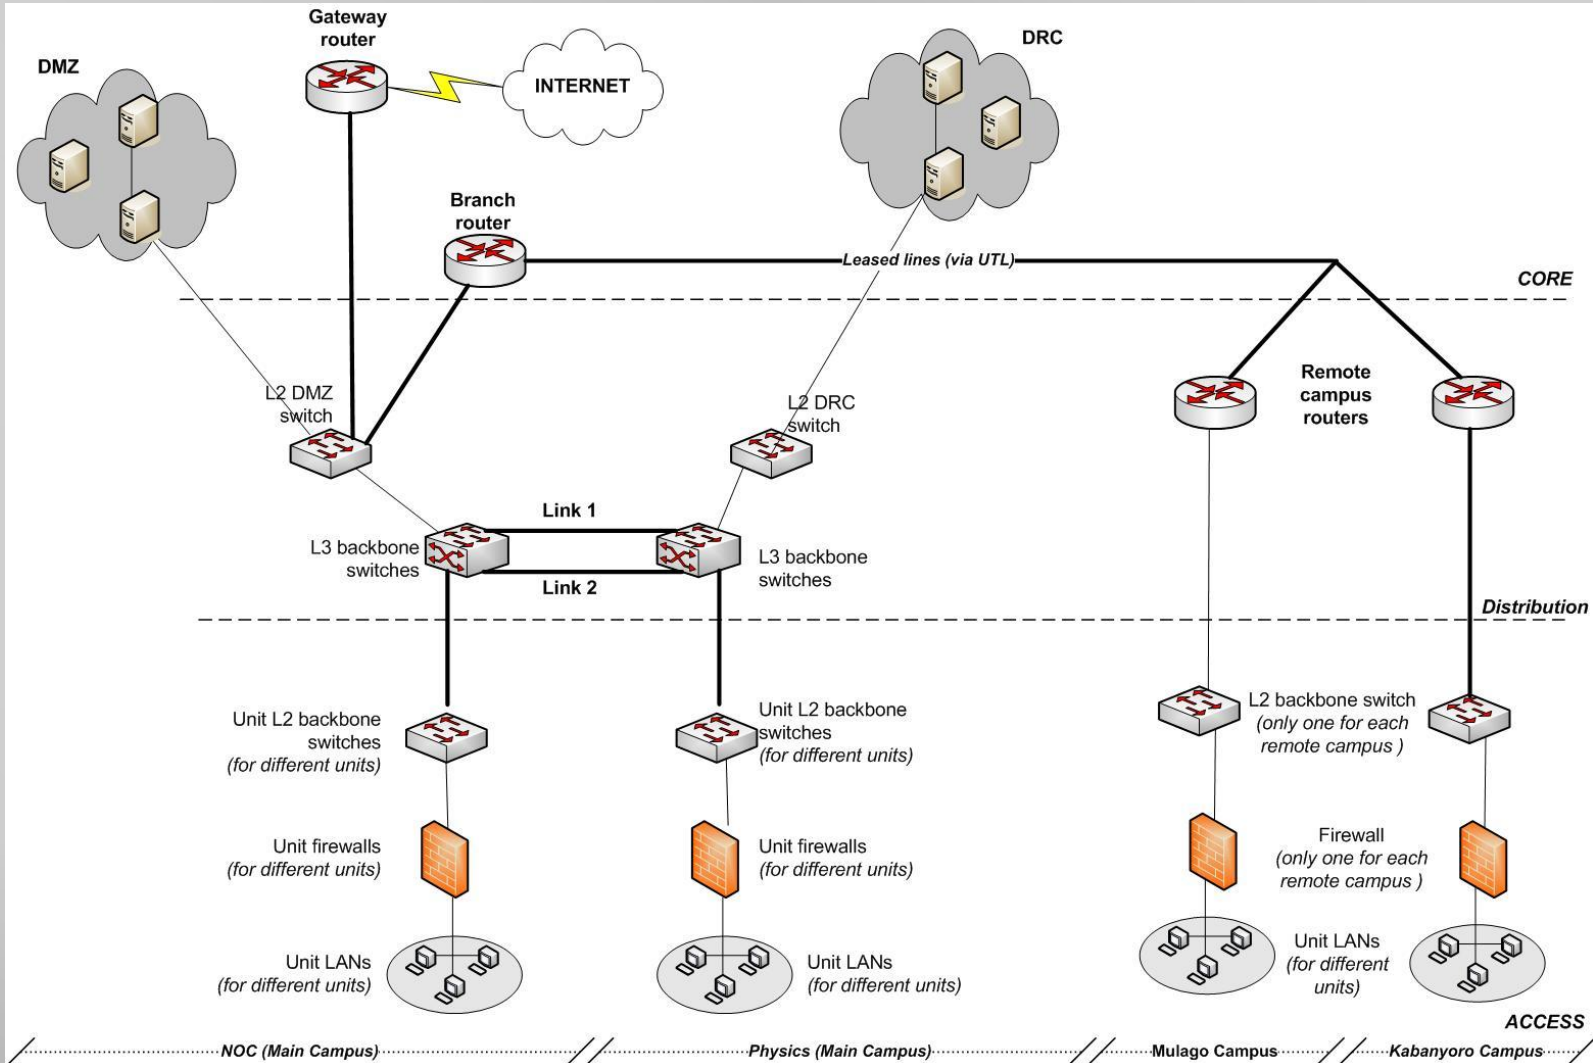 Gateway
router
DMZ
INTERNET
DRC
Branch
router
Leased lines (via UTL)
CORE
L2 DMZ
switch
L2 DRC
switch
Remote
campus
routers
Link 1
L3 backbone
switches
Link 2
L3 backbone
switches
Distribution
Unit L2 backbone
switches
(for different units)
Unit L2 backbone
switches
(for different units)
L2 backbone switch
(only one for each
remote campus )
Unit firewalls
(for different units)
Unit firewalls
(for different units)
Firewall
(only one for each
remote campus )
Unit LANs
(for different units)
Unit LANs
(for different units)
Unit LANs
(for different
units)
ACCESS
NOC (Main Campus)
Physics (Main Campus)
Mulago Campus
Kabanyoro Campus